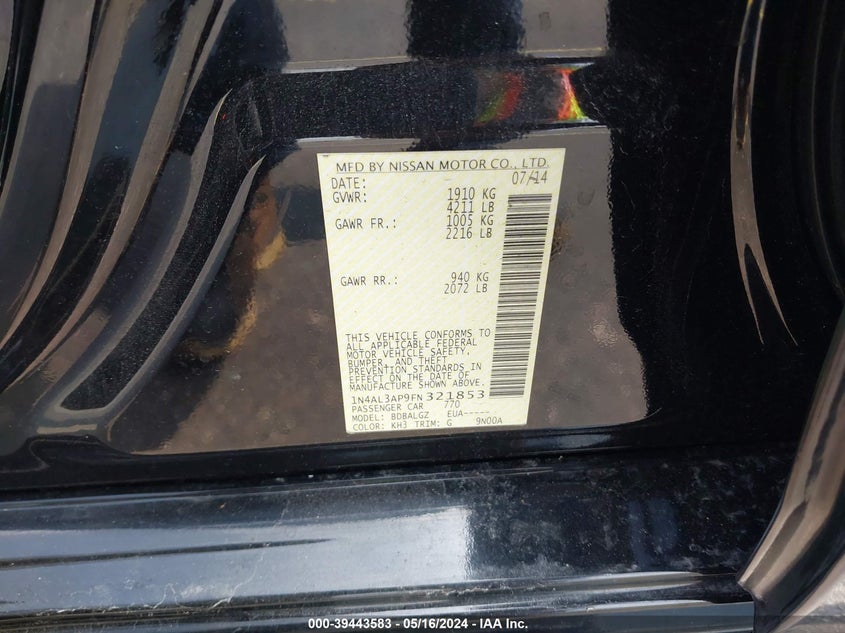 MFD BY NISSAN MOTOR CO., LTD.
DATE: 07/14
GVWR: 1910 KG
4211 LB
GAWR FR.: 1005 KG
2216 LB
GAWR RR.: 940 KG
2072 LB
THIS VEHICLE CONFORMS TO
ALL APPLICABLE FEDERAL
MOTOR VEHICLE SAFETY,
BUMPER, AND THEFT
PREVENTION STANDARDS IN
EFFECT ON THE DATE OF
MANUFACTURE SHOWN ABOVE.
1N4AL3AP9FN321853
PASSENGER CAR 770
MODEL: BDBALGZ EUA-----
COLOR: KH3 TRIM: G 9N00A
000-39443583 - 05/16/2024 - IAA Inc.